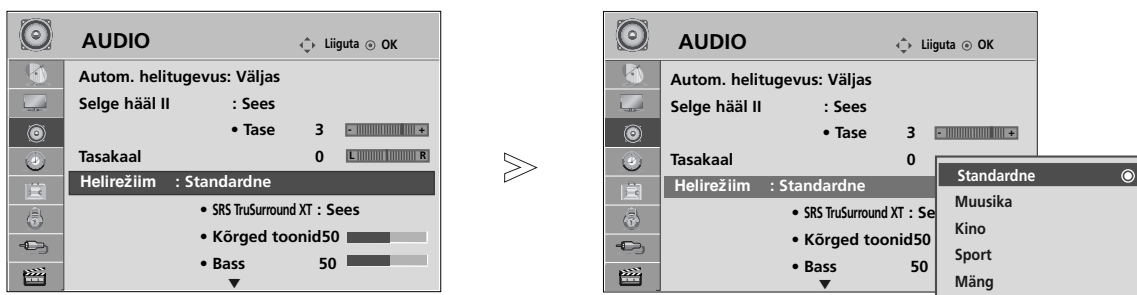 AUDIO Liiguta OK
Autom. helitugevus: Väljas
Selge hääl II : Sees
• Tase 3 - +
Tasakaal 0 L R
Helirežiim : Standardne
• SRS TruSurround XT : Sees
• Kõrged toonid50
• Bass 50
AUDIO Liiguta OK
Autom. helitugevus: Väljas
Selge hääl II : Sees
• Tase 3 - +
Tasakaal 0
Helirežiim : Standardne
• SRS TruSurround XT : Se
• Kõrged toonid50
• Bass 50
Standardne
Muusika
Kino
Sport
Mäng